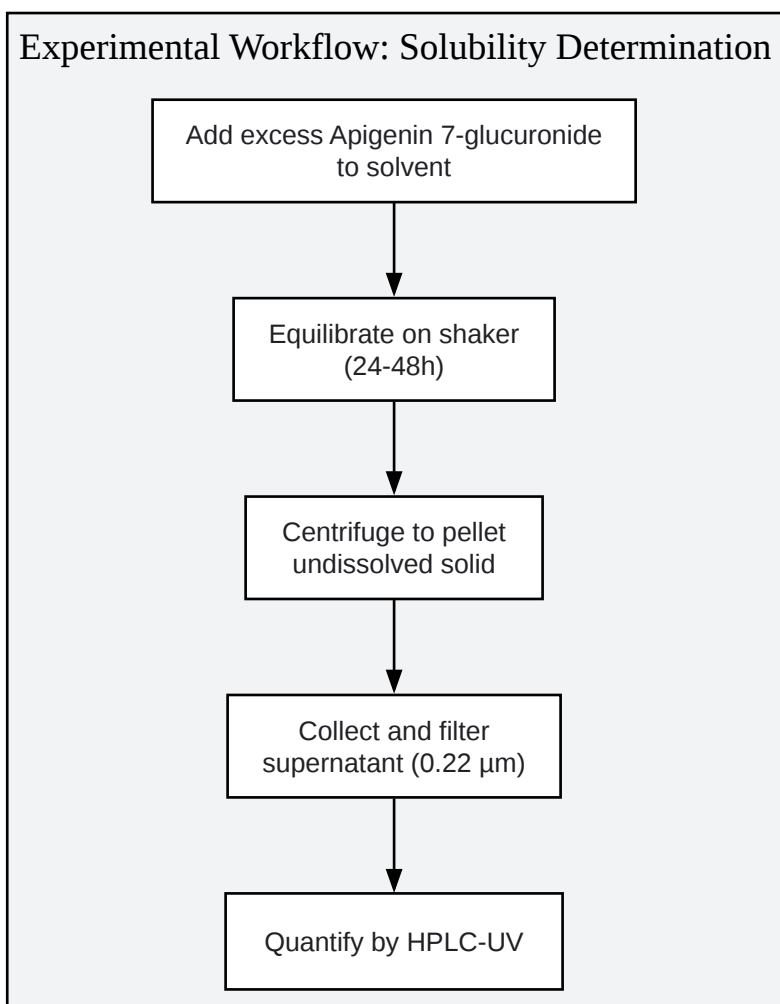 Experimental Workflow: Solubility Determination
Add excess Apigenin 7-glucuronide
to solvent
Equilibrate on shaker
(24-48h)
Centrifuge to pellet
undissolved solid
Collect and filter
supernatant (0.22 µm)
Quantify by HPLC-UV